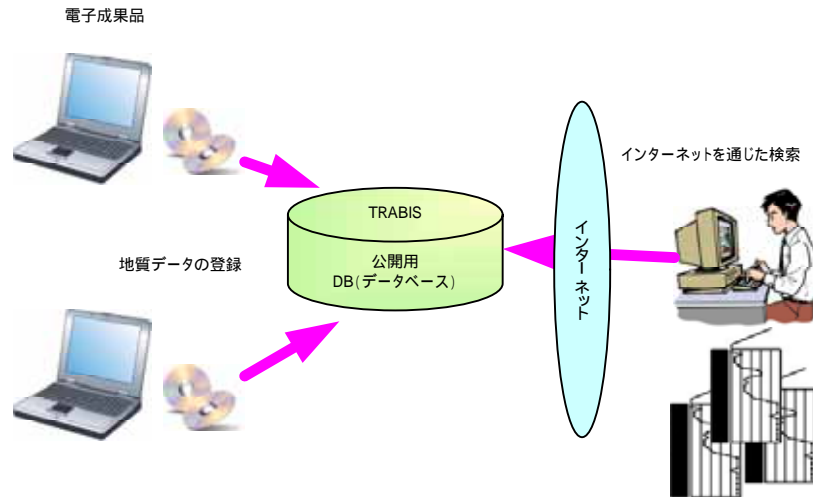 電子成果品
インターネットを通じた検索
TRABIS
インターネット
公開用
DB(データベース)
地質データの登録